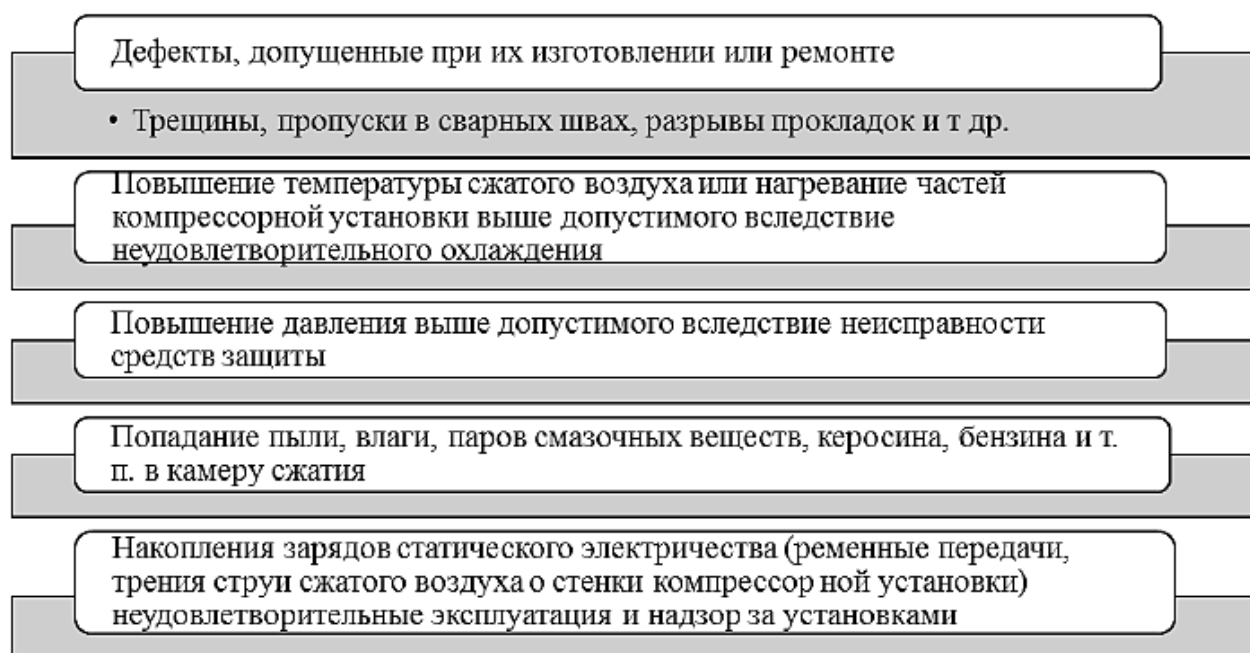 Дефекты, допущенные при их изготовлении или ремонте
• Трещины, пропуски в сварных швах, разрывы прокладок и т др.
Повышение температуры сжатого воздуха или нагревание частей
компрессорной установки выше допустимого вследствие
неудовлетворительного охлаждения
Повышение давления выше допустимого вследствие неисправности
средств защиты
Попадание пыли, влаги, паров смазочных веществ, керосина, бензина и т.
п. в камеру сжатия
Накопления зарядов статического электричества (ременные передачи,
трения струи сжатого воздуха о стенки компрессор ной установки)
неудовлетворительные эксплуатация и надзор за установками